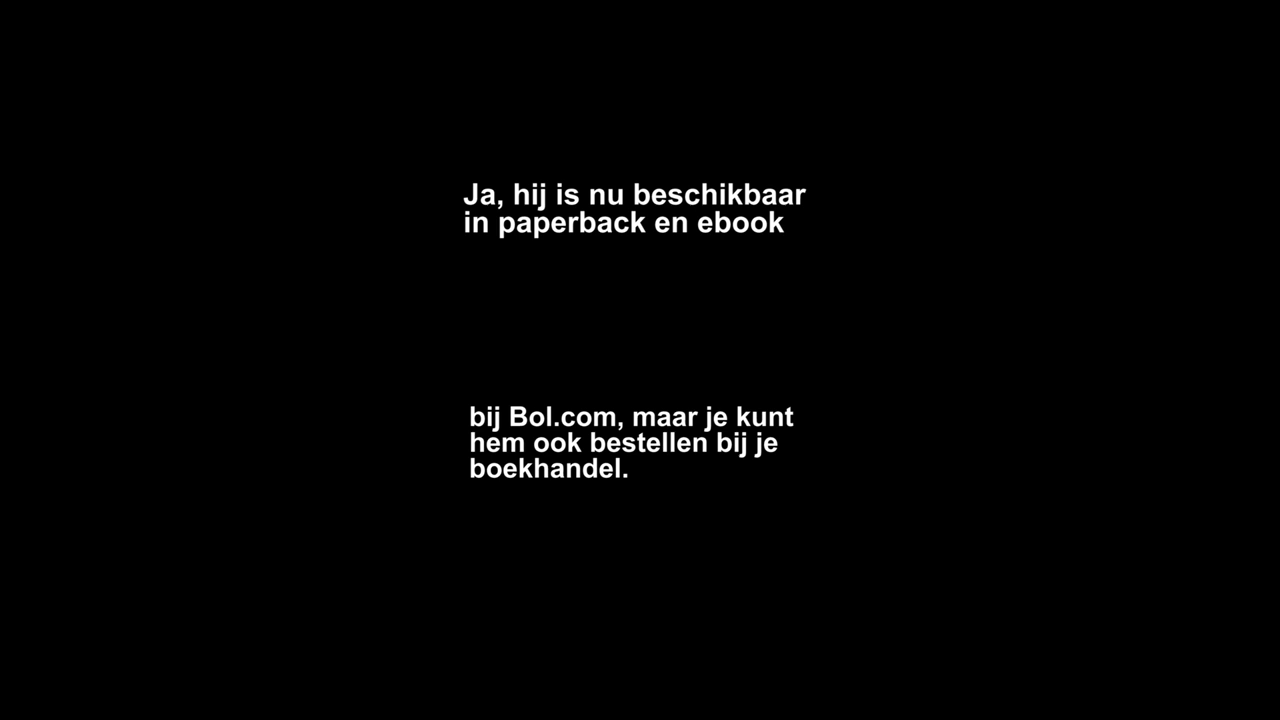 Ja, hij is nu beschikbaar
in paperback en ebook
bij Bol.com, maar je kunt
hem ook bestellen bij je
boekhandel.